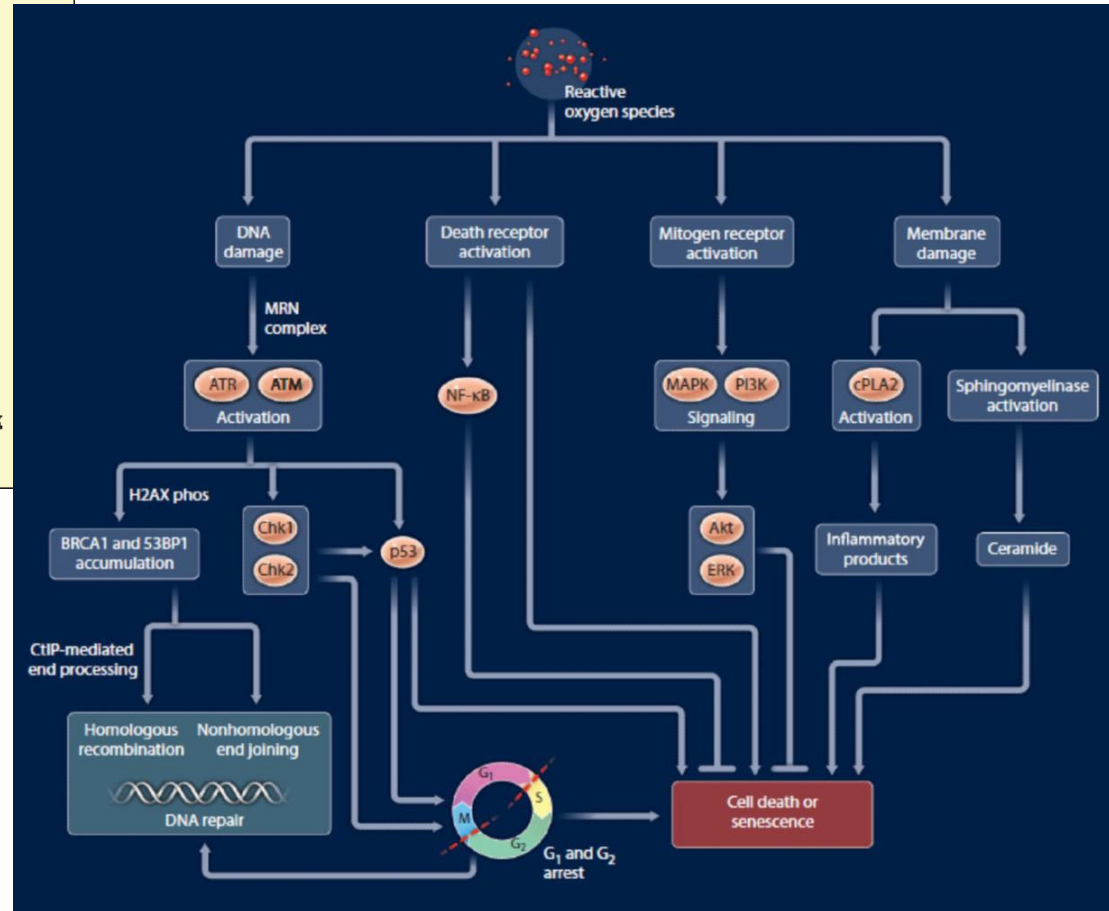 Reactive
oxygen species
DNA
damage
Death receptor
activation
Mitogen receptor
activation
Membrane
damage
MRN
complex
ATR ATM
Activation
NF-κB
MAPK PI3K
Signaling
cPLA2
Activation
Sphingomyelinase
activation
H2AX phos
BRCA1 and 53BP1
accumulation
Chk1
Chk2
p53
Akt
ERK
Inflammatory
products
Ceramide
CtIP-mediated
end processing
Homologous
recombination
Nonhomologous
end joining
DNA repair
G₁
S
M
G₂
G₁ and G₂
arrest
Cell death or
senescence